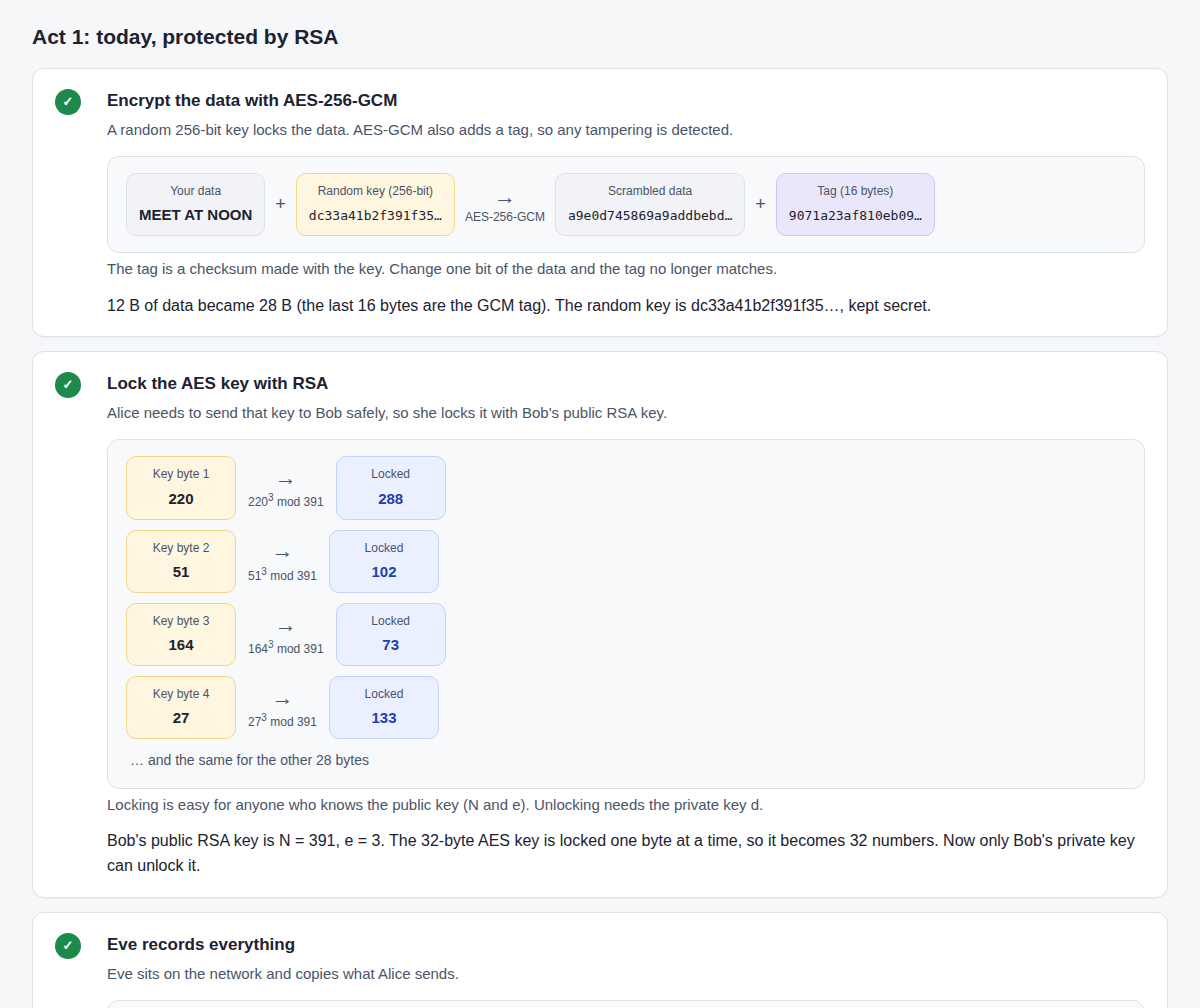 Act 1: today, protected by RSA
✓ Encrypt the data with AES-256-GCM
A random 256-bit key locks the data. AES-GCM also adds a tag, so any tampering is detected.
Your data
MEET AT NOON
+
Random key (256-bit)
dc33a41b2f391f35…
→
AES-256-GCM
Scrambled data
a9e0d745869a9addbebd…
+
Tag (16 bytes)
9071a23af810eb09…
The tag is a checksum made with the key. Change one bit of the data and the tag no longer matches.
12 B of data became 28 B (the last 16 bytes are the GCM tag). The random key is dc33a41b2f391f35…, kept secret.
✓ Lock the AES key with RSA
Alice needs to send that key to Bob safely, so she locks it with Bob's public RSA key.
Key byte 1
220
→
220³ mod 391
Locked
288
Key byte 2
51
→
51³ mod 391
Locked
102
Key byte 3
164
→
164³ mod 391
Locked
73
Key byte 4
27
→
27³ mod 391
Locked
133
… and the same for the other 28 bytes
Locking is easy for anyone who knows the public key (N and e). Unlocking needs the private key d.
Bob's public RSA key is N = 391, e = 3. The 32-byte AES key is locked one byte at a time, so it becomes 32 numbers. Now only Bob's private key
can unlock it.
✓ Eve records everything
Eve sits on the network and copies what Alice sends.